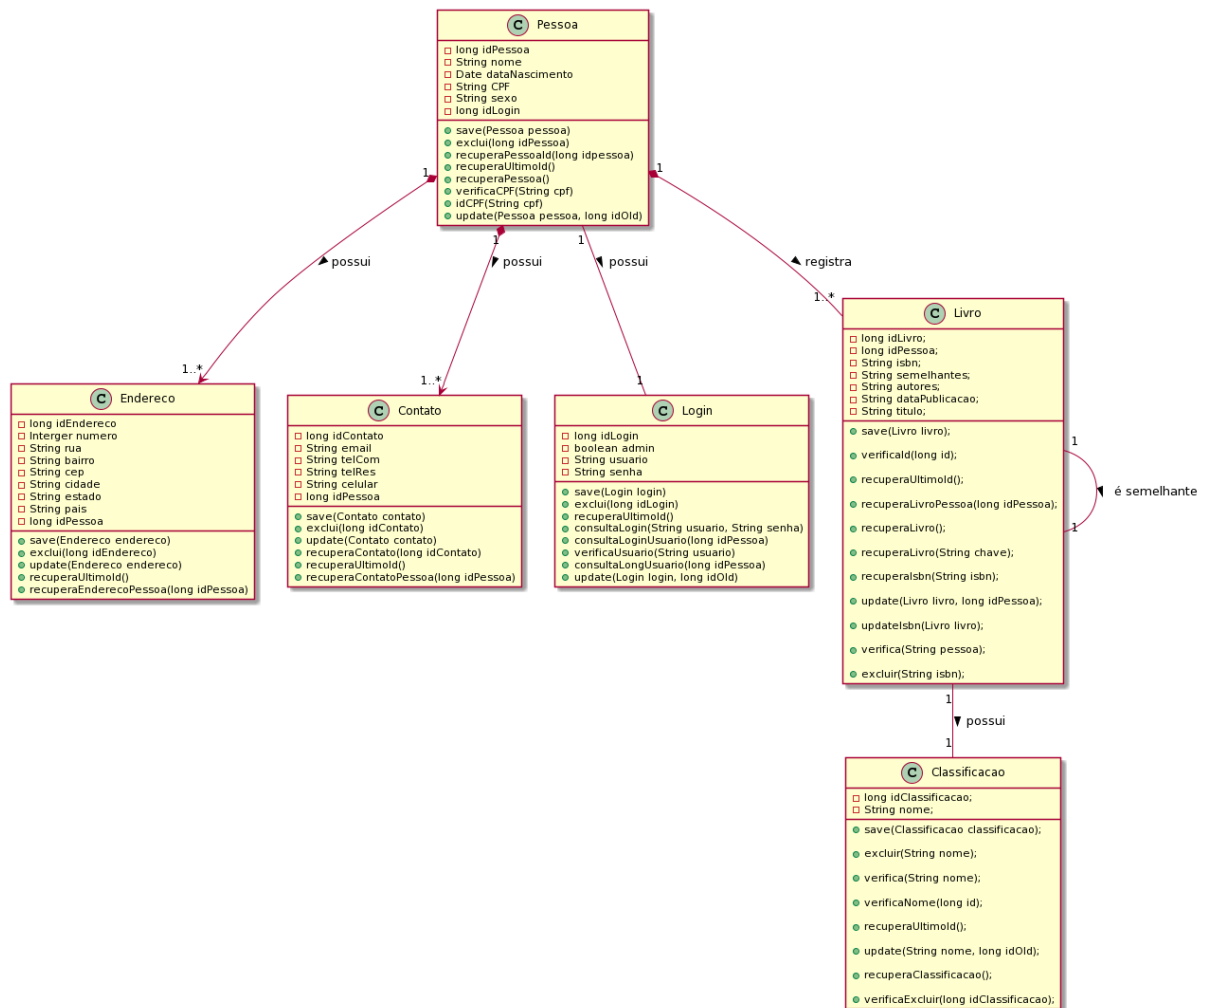 C Pessoa
long idPessoa
String nome
Date dataNascimento
String CPF
String sexo
long idLogin
save(Pessoa pessoa)
exclui(long idPessoa)
recuperaPessoaId(long idpessoa)
recuperaUltimoId()
recuperaPessoa()
verificaCPF(String cpf)
idCPF(String cpf)
update(Pessoa pessoa, long idOld)
1
1
1
1
possui
possui
possui
registra
1..*
1..*
1
1..*
C Endereco
long idEndereco
Interger numero
String rua
String bairro
String cep
String cidade
String estado
String pais
long idPessoa
save(Endereco endereco)
exclui(long idEndereco)
update(Endereco endereco)
recuperaUltimoId()
recuperaEnderecoPessoa(long idPessoa)
C Contato
long idContato
String email
String telCom
String telRes
String celular
long idPessoa
save(Contato contato)
exclui(long idContato)
update(Contato contato)
recuperaContato(long idContato)
recuperaUltimoId()
recuperaContatoPessoa(long idPessoa)
C Login
long idLogin
boolean admin
String usuario
String senha
save(Login login)
exclui(long idLogin)
recuperaUltimoId()
consultaLogin(String usuario, String senha)
consultaLoginUsuario(long idPessoa)
verificaUsuario(String usuario)
consultaLongUsuario(long idPessoa)
update(Login login, long idOld)
C Livro
long idLivro;
long idPessoa;
String isbn;
String semelhantes;
String autores;
String dataPublicacao;
String titulo;
save(Livro livro);
verificaId(long id);
recuperaUltimoId();
recuperaLivroPessoa(long idPessoa);
recuperaLivro();
recuperaLivro(String chave);
recuperaIsbn(String isbn);
update(Livro livro, long idPessoa);
updateIsbn(Livro livro);
verifica(String pessoa);
excluir(String isbn);
1
é semelhante
1
1
possui
1
C Classificacao
long idClassificacao;
String nome;
save(Classificacao classificacao);
excluir(String nome);
verifica(String nome);
verificaNome(long id);
recuperaUltimoId();
update(String nome, long idOld);
recuperaClassificacao();
verificaExcluir(long idClassificacao);